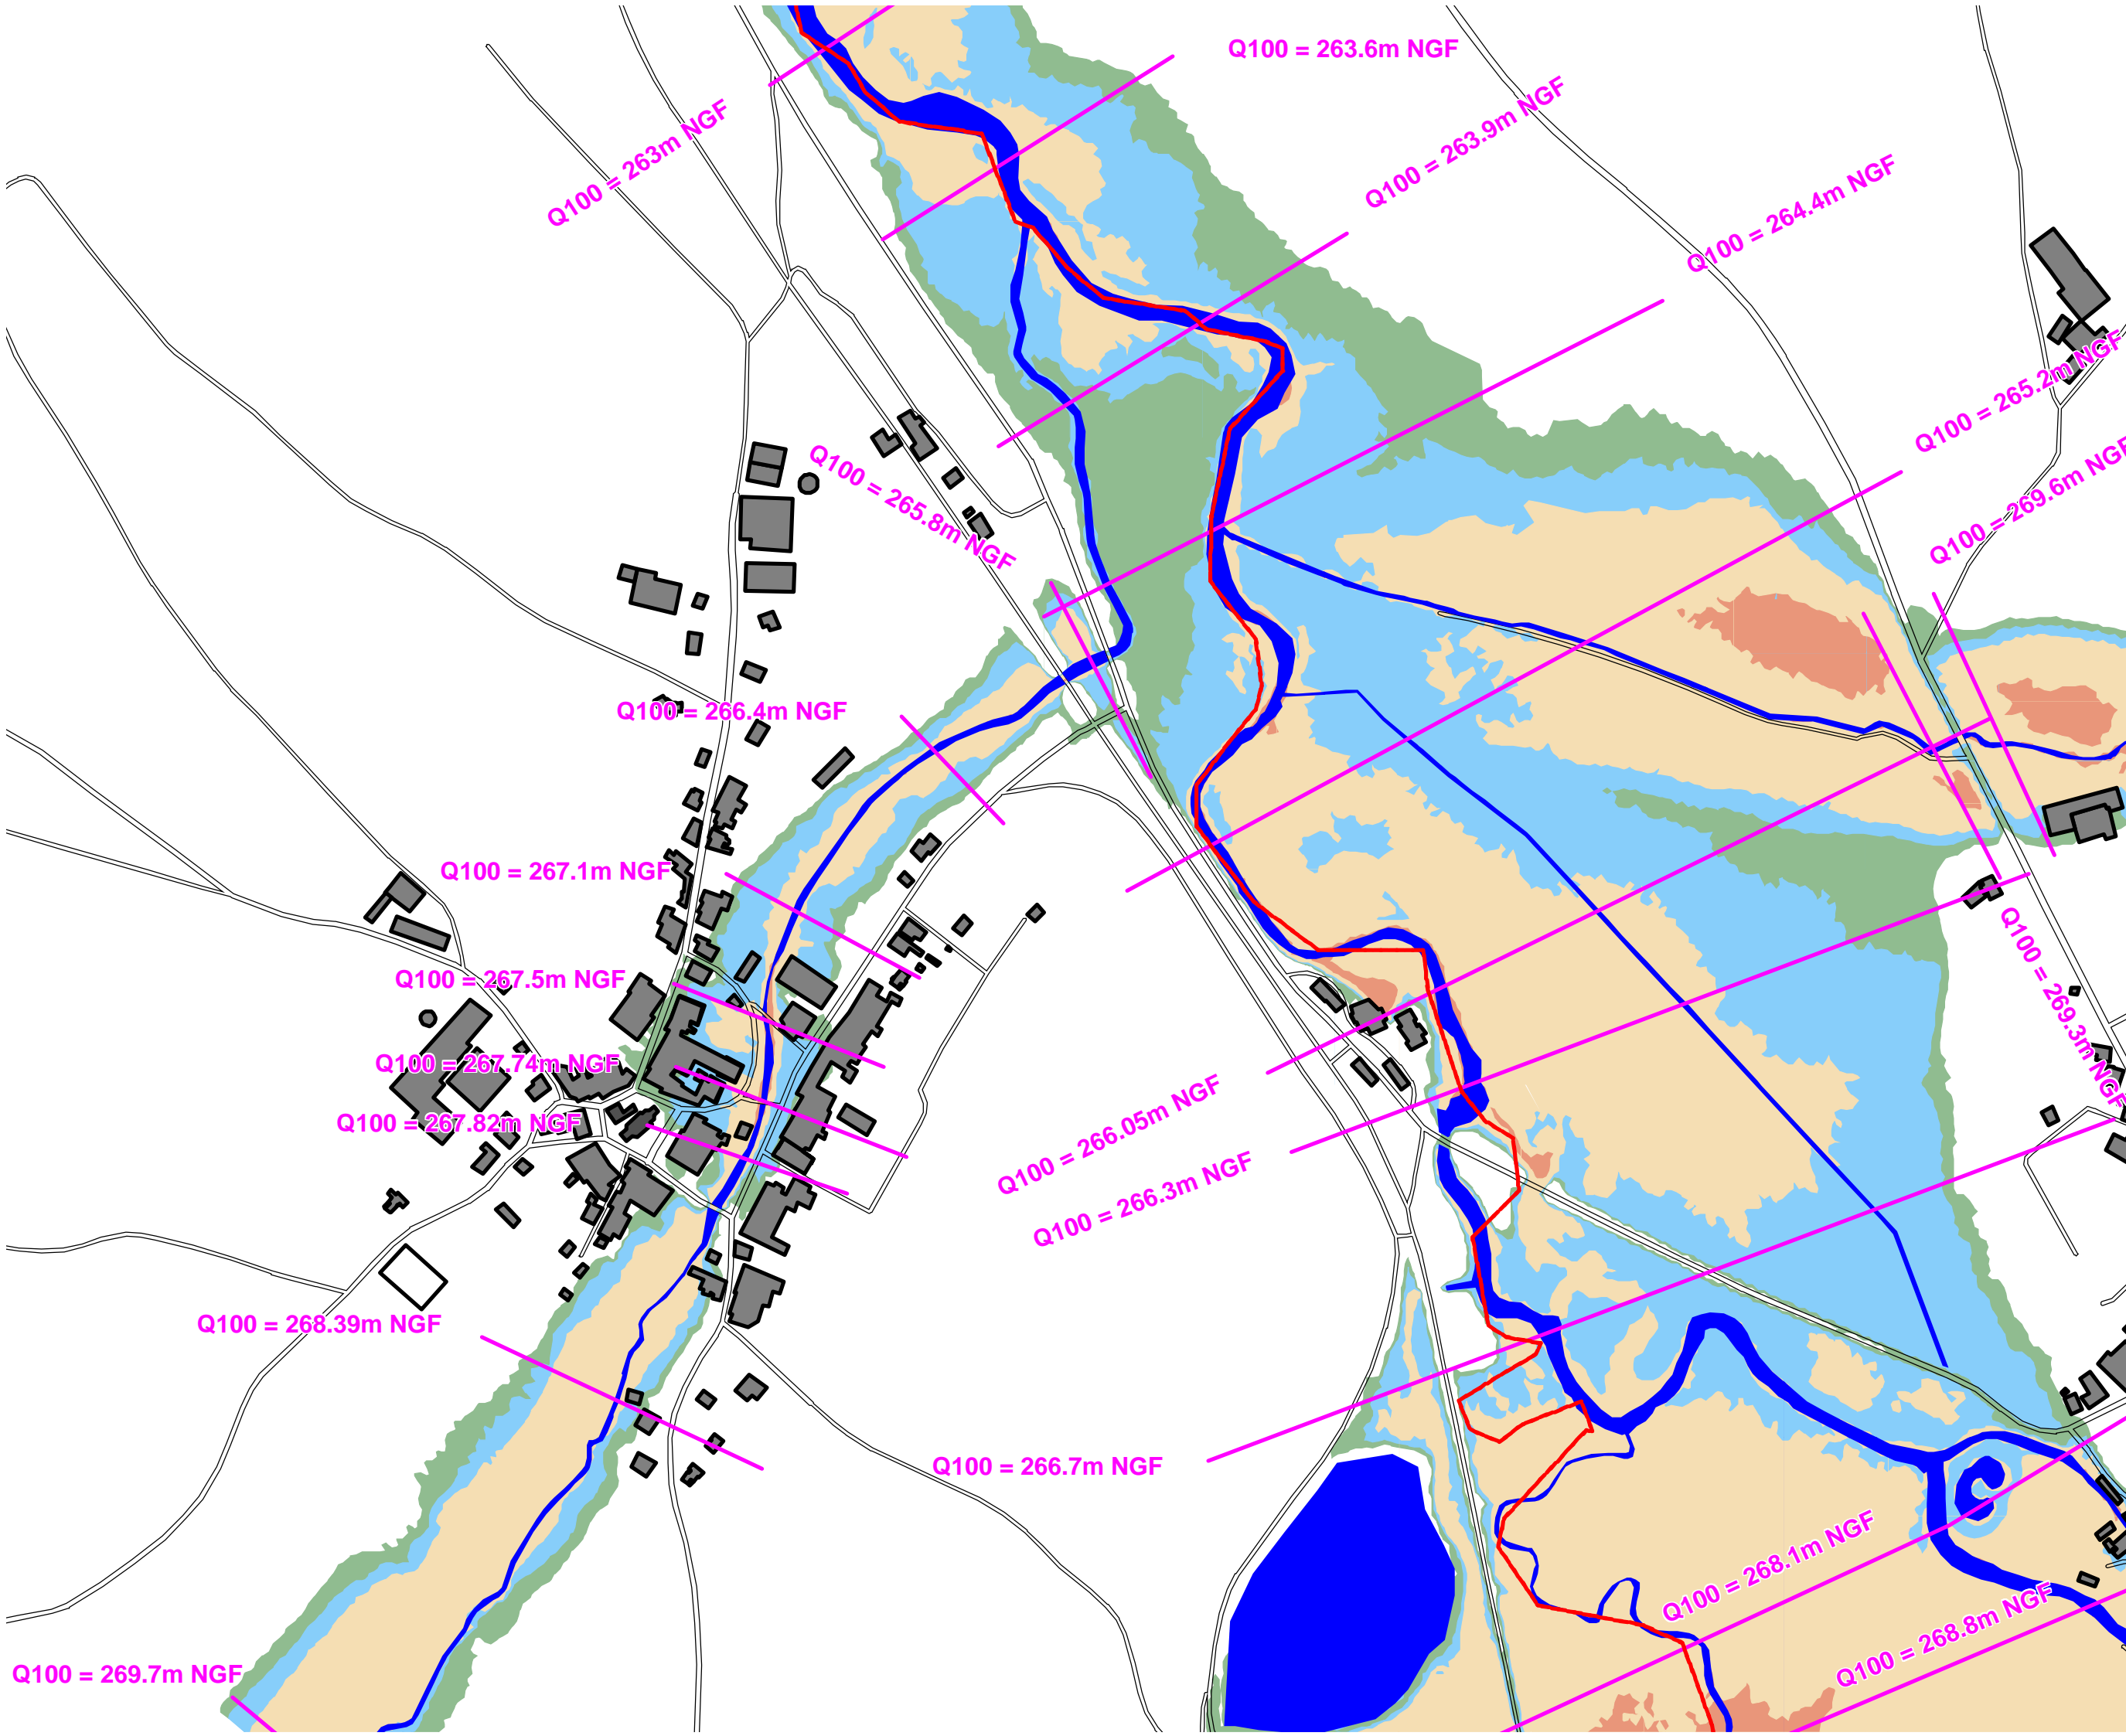 Q100 = 263.6m NGF
Q100 = 263m NGF
Q100 = 263.9m NGF
Q100 = 264.4m NGF
Q100 = 265.2m NGF
Q100 = 265.8m NGF
Q100 = 269.6m NGF
Q100 = 266.4m NGF
Q100 = 267.1m NGF
Q100 = 267.5m NGF
Q100 = 269.3m NGF
Q100 = 267.74m NGF
Q100 = 267.82m NGF
Q100 = 266.05m NGF
Q100 = 266.3m NGF
Q100 = 268.39m NGF
Q100 = 266.7m NGF
Q100 = 268.1m NGF
Q100 = 268.8m NGF
Q100 = 269.7m NGF